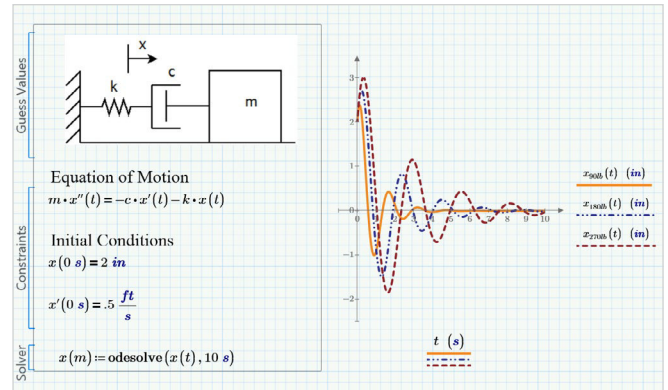 Guess Values
x
k
c
m
Equation of Motion
m⋅x''(t)=-c⋅x'(t)-k⋅x(t)
Constraints
Initial Conditions
x(0 s)=2 in
x'(0 s)=.5 ft/s
Solver
x(m):=odesolve(x(t),10 s)
3
2
1
0
-1
-2
0 1 2 3 4 5 6 7 8 9 10 11
t (s)
x90lb(t) (in)
x180lb(t) (in)
x270lb(t) (in)